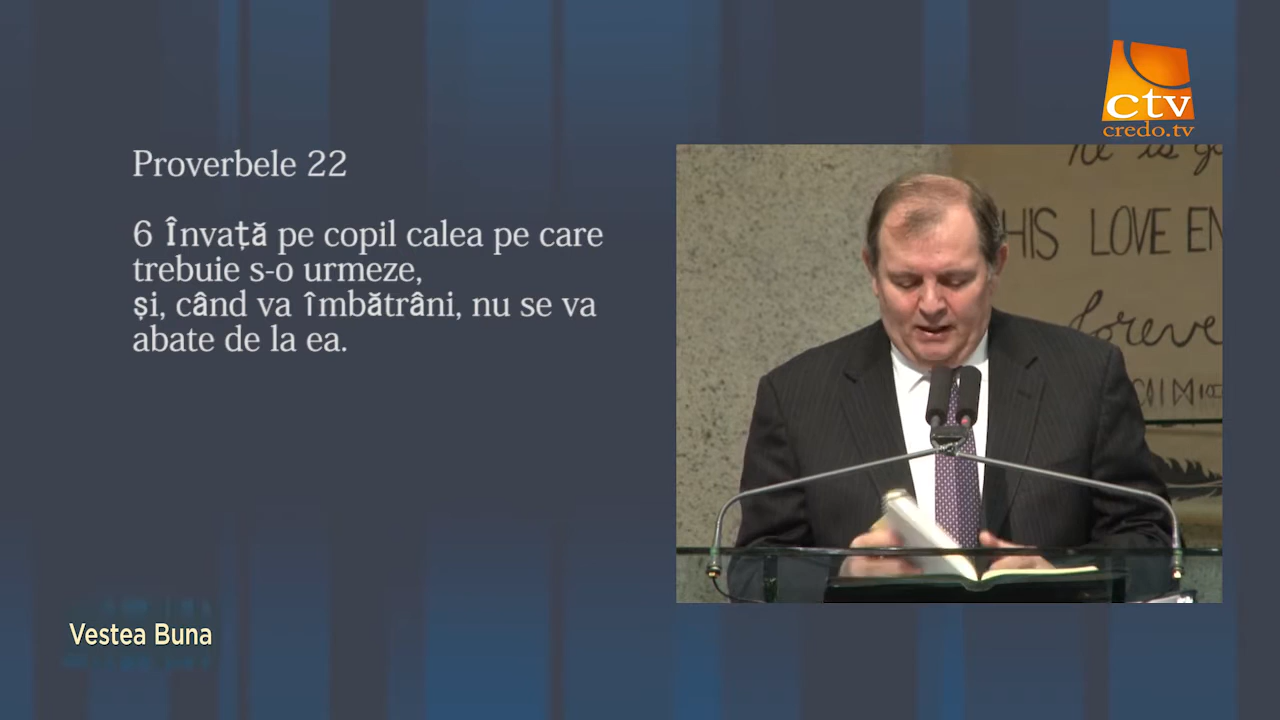 ctv
credo.tv
Proverbele 22
6 Învață pe copil calea pe care
trebuie s-o urmeze,
și, când va îmbătrâni, nu se va
abate de la ea.
HIS LOVE EN
forever
Vestea Buna